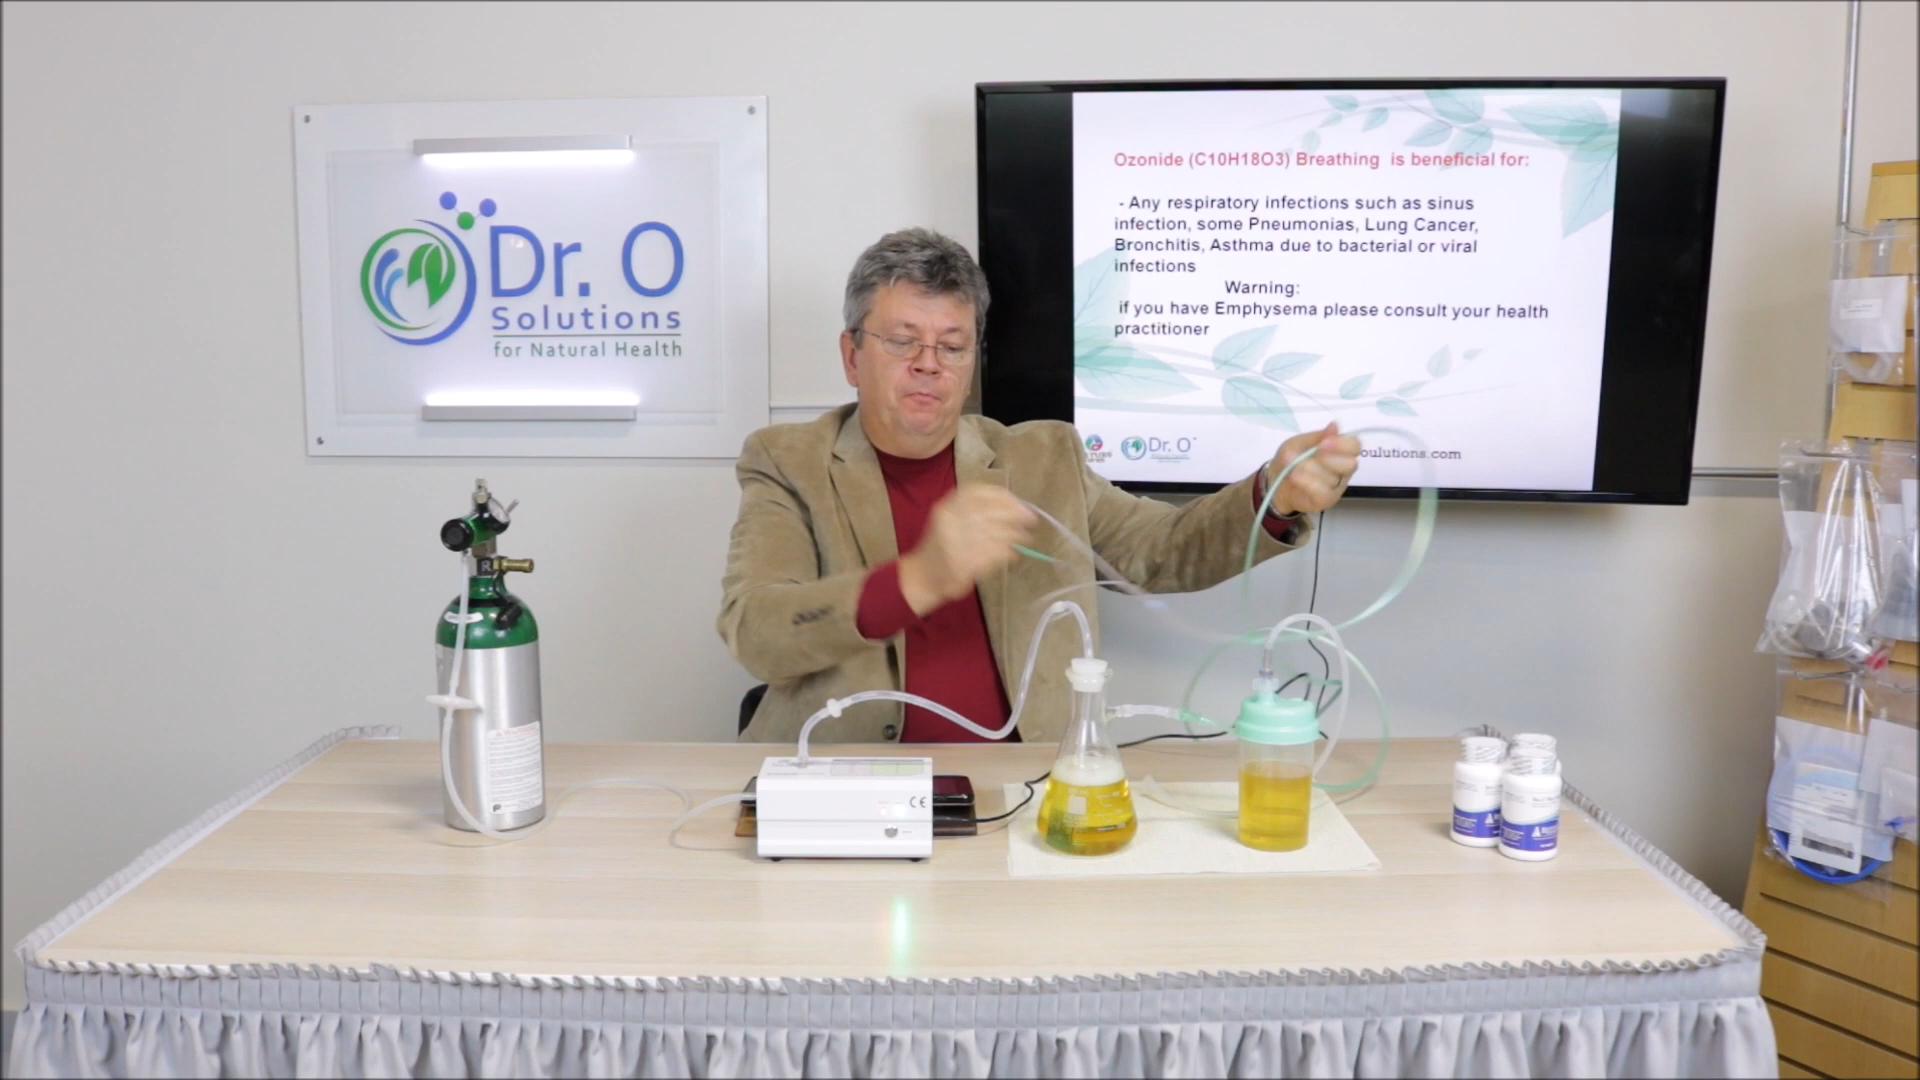 Dr. O
Solutions
for Natural Health
Ozonide (C10H18O3) Breathing is beneficial for:
- Any respiratory infections such as sinus
infection, some Pneumonias, Lung Cancer,
Bronchitis, Asthma due to bacterial or viral
infections
Warning:
if you have Emphysema please consult your health
practitioner
Dr. O
oulutions.com
R
CE